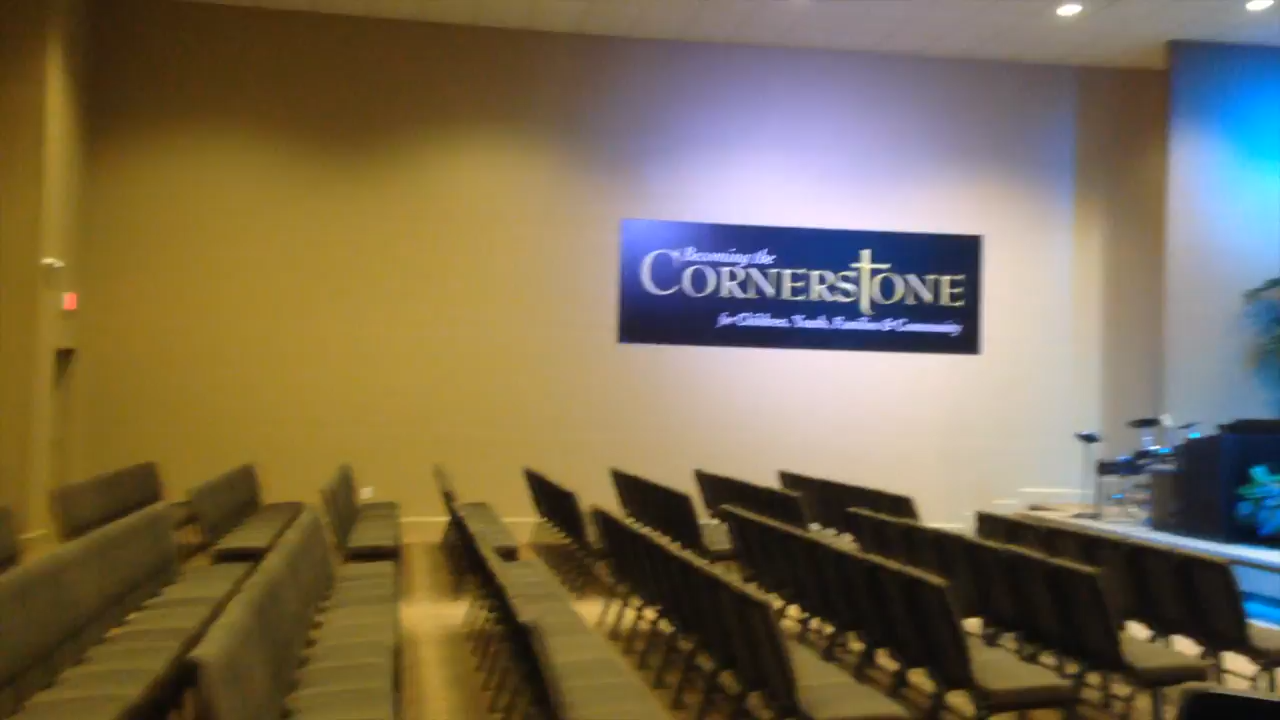 Becoming the
CORNERSTONE
for Children, Youth, Families & Community